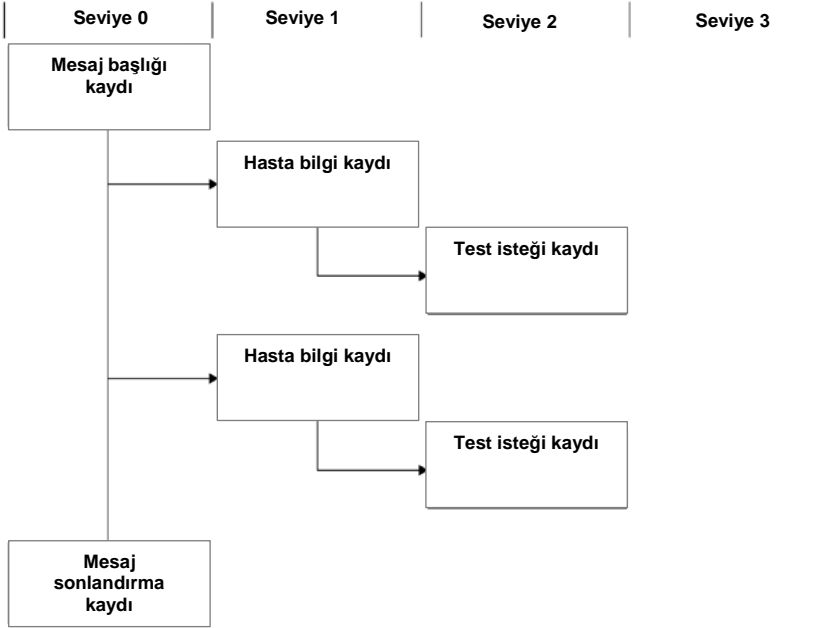 Seviye 0
Seviye 1
Seviye 2
Seviye 3
Mesaj başlığı
kaydı
Hasta bilgi kaydı
Test isteği kaydı
Hasta bilgi kaydı
Test isteği kaydı
Mesaj
sonlandırma
kaydı